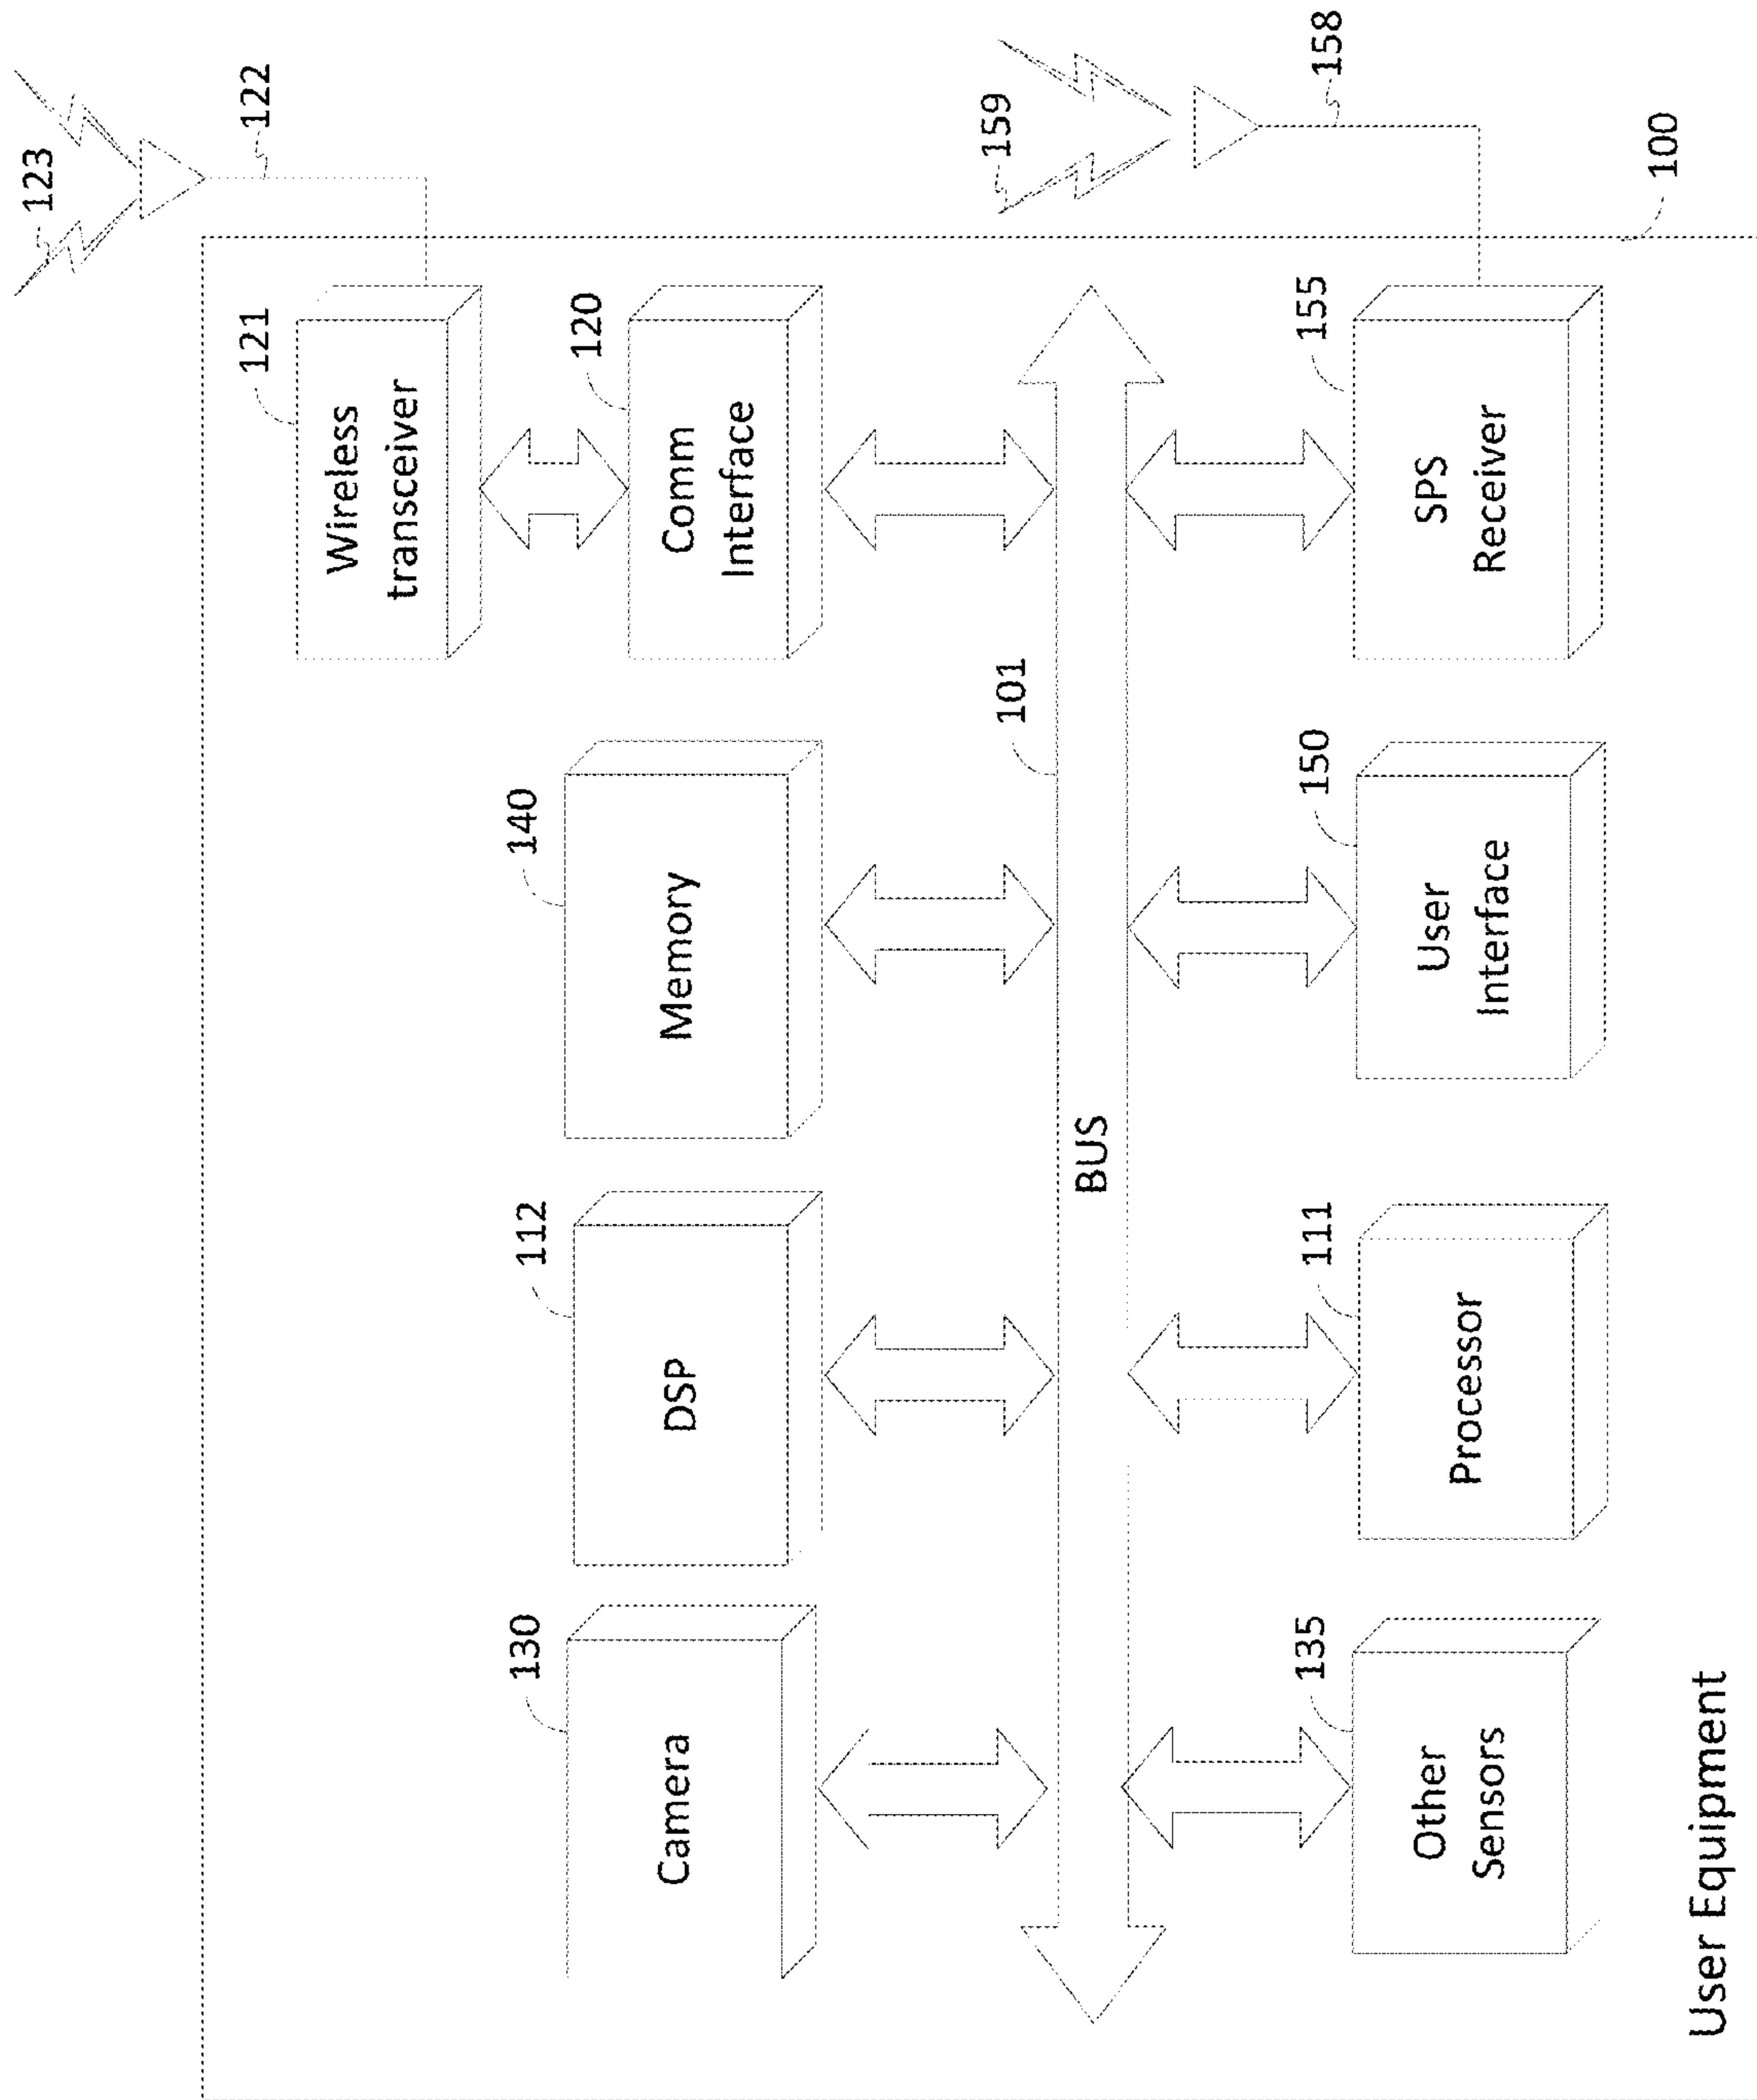 123
122
121
Wireless
transceiver
130
Camera
112
DSP
140
Memory
120
Comm
Interface
159
158
101
BUS
135
Other
Sensors
111
Processor
150
User
Interface
155
SPS
Receiver
User Equipment
100